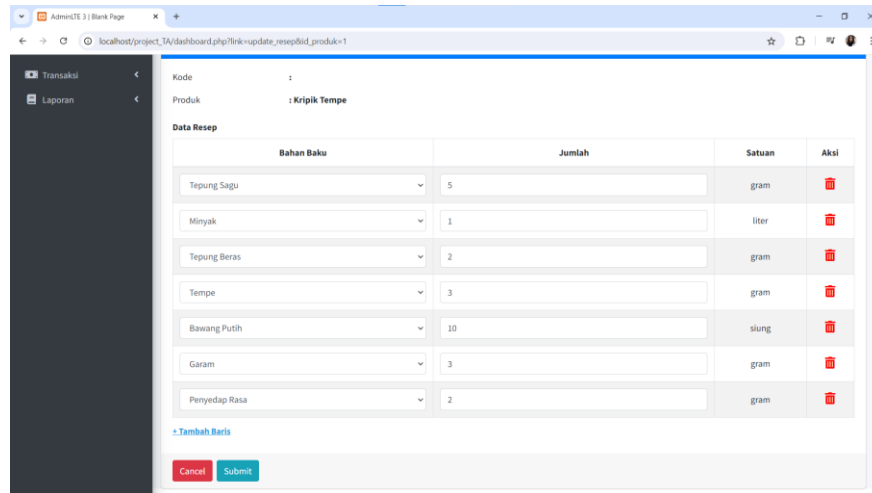 AdminLTE 3 | Blank Page
localhost/project_TA/dashboard.php?link=update_resep&id_produk=1
Transaksi
Laporan
Kode :
Produk : Kripik Tempe
Data Resep
Bahan Baku Jumlah Satuan Aksi
Tepung Sagu 5 gram
Minyak 1 liter
Tepung Beras 2 gram
Tempe 3 gram
Bawang Putih 10 siung
Garam 3 gram
Penyedap Rasa 2 gram
+ Tambah Baris
Cancel Submit